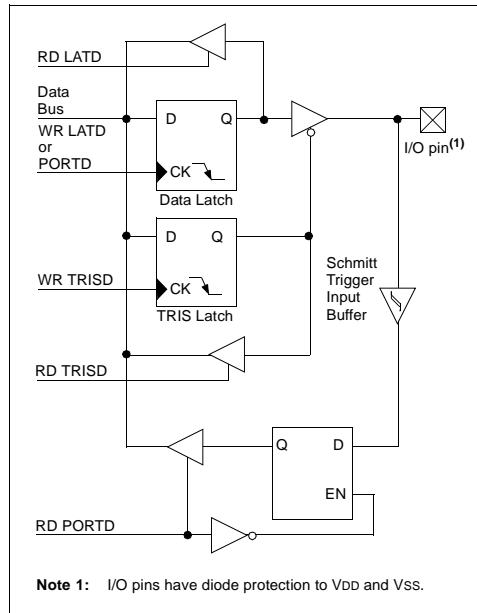 RD LATD
Data
Bus
WR LATD
or
PORTD
D Q
CK
Data Latch
I/O pin(1)
D Q
CK
WR TRISD
TRIS Latch
Schmitt
Trigger
Input
Buffer
RD TRISD
Q D
EN
RD PORTD
Note 1: I/O pins have diode protection to VDD and VSS.